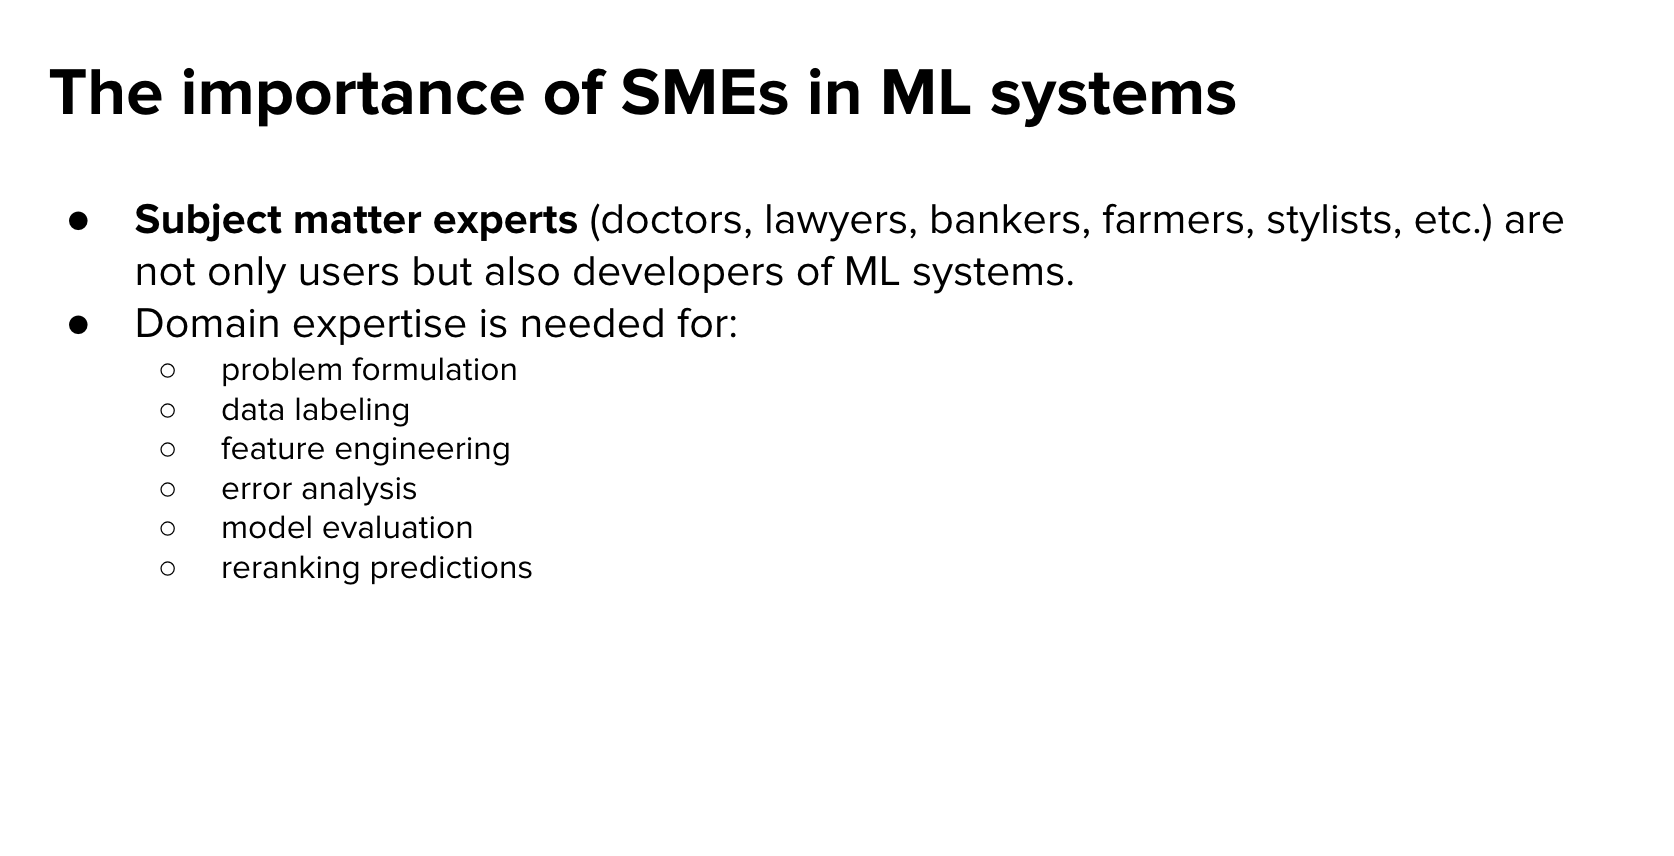 The importance of SMEs in ML systems
● Subject matter experts (doctors, lawyers, bankers, farmers, stylists, etc.) are
not only users but also developers of ML systems.
● Domain expertise is needed for:
○ problem formulation
○ data labeling
○ feature engineering
○ error analysis
○ model evaluation
○ reranking predictions